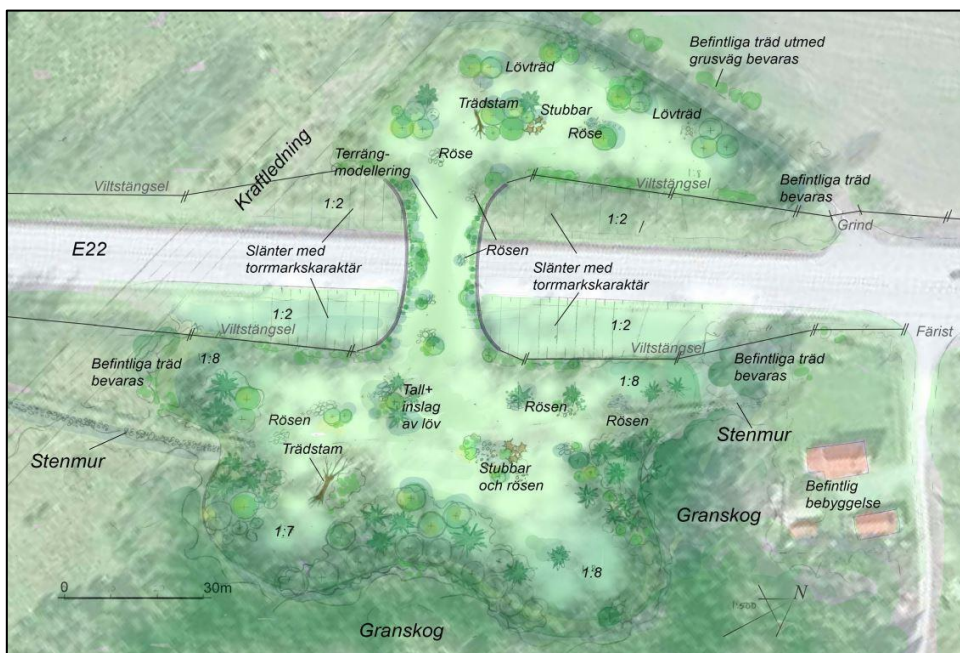 Befintliga träd utmed
grusväg bevaras
Lövträd
Trädstam
Stubbar
Lövträd
Röse
Röse
Terräng-
modellering
Kraftledning
Viltstängsel
Viltstängsel
Befintliga träd
bevaras
1:2
1:2
Grind
E22
Rösen
Slänter med
torrmarkskaraktär
Slänter med
torrmarkskaraktär
1:2
1:2
Viltstängsel
Viltstängsel
Färist
Befintliga träd
bevaras
1:8
1:8
Befintliga träd
bevaras
Tall+
inslag
av löv
Rösen
Rösen
Rösen
Stenmur
Stenmur
Trädstam
Stubbar
och rösen
Befintlig
bebyggelse
Granskog
1:7
1:8
0
30m
N
Granskog